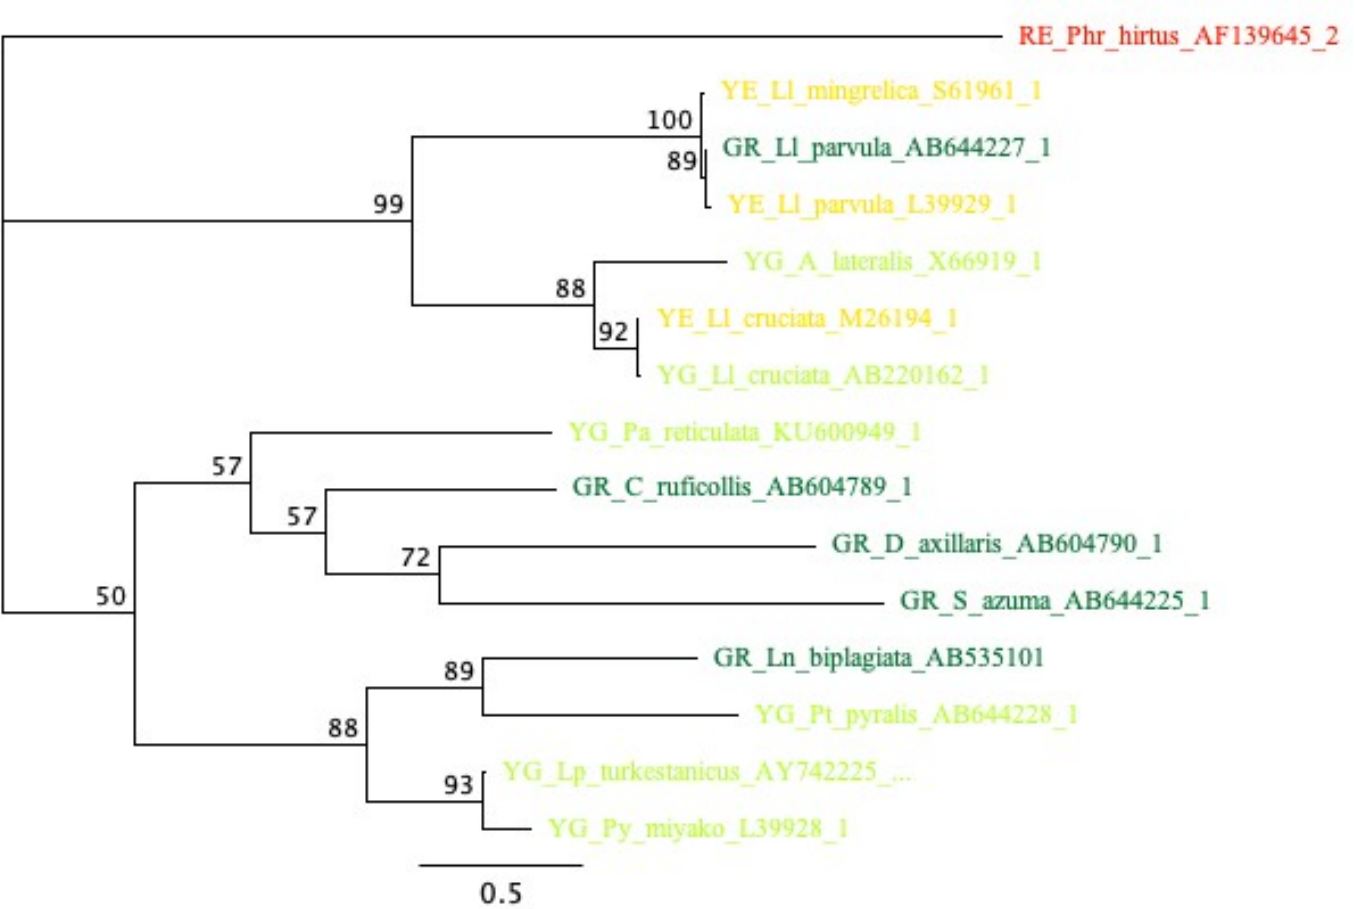 RE_Phr_hirtus_AF139645_2
YE_Ll_mingrelica_S61961_1
100
GR_Ll_parvula_AB644227_1
89
YE_Ll_parvula_L39929_1
99
YG_A_lateralis_X66919_1
88
YE_Ll_cruciata_M26194_1
92
YG_Ll_cruciata_AB220162_1
YG_Pa_reticulata_KU600949_1
57
GR_C_ruficollis_AB604789_1
57
GR_D_axillaris_AB604790_1
72
GR_S_azuma_AB644225_1
50
GR_Ln_biplagiata_AB535101
89
YG_Pt_pyralis_AB644228_1
88
YG_Lp_turkestanicus_AY742225_...
93
YG_Py_miyako_L39928_1
0.5